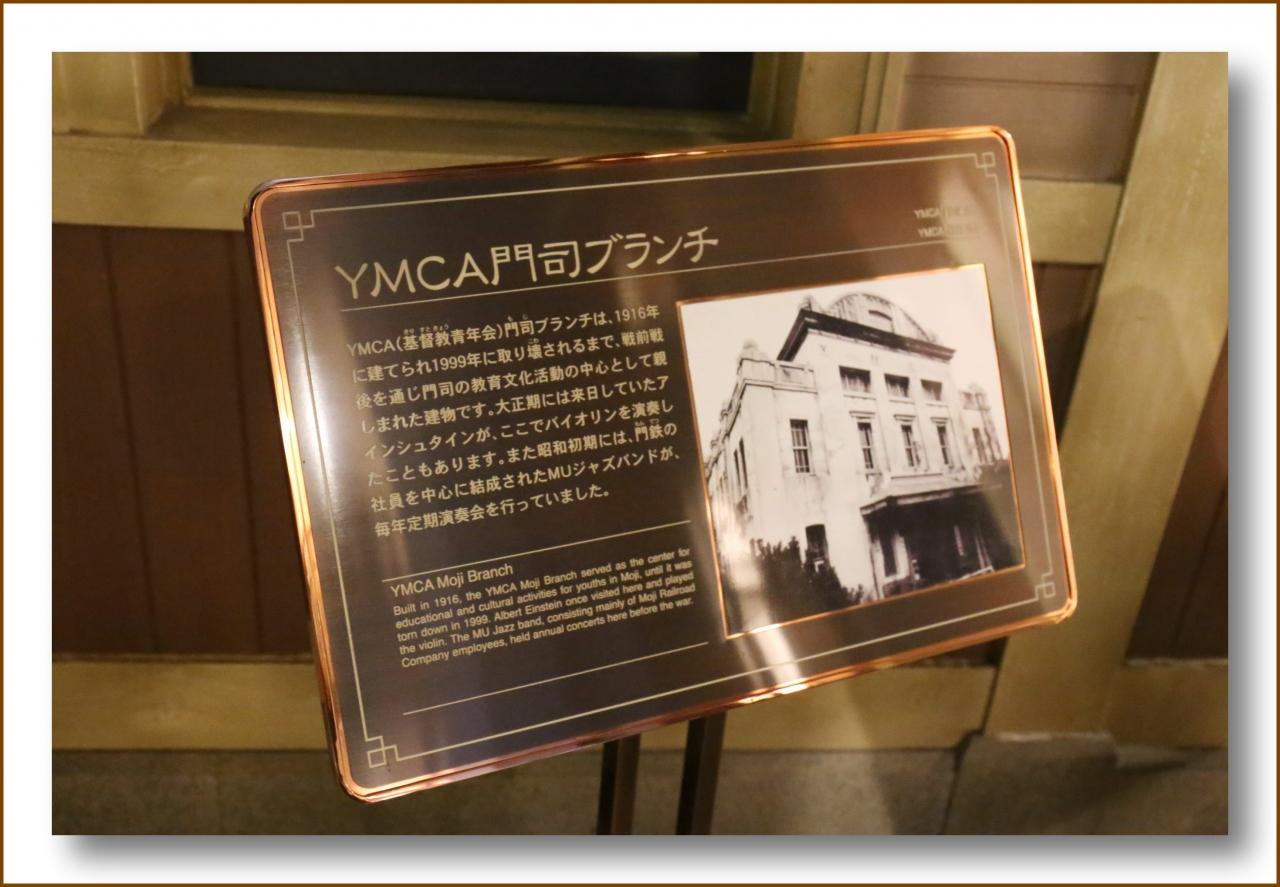 YMCA門司ブランチ
YMCA
YMCA
YMCA(基督教青年会)門司ブランチは、1916年
に建てられ1999年に取り壊されるまで、戦前戦
後を通じ門司の教育文化活動の中心として親
しまれた建物です。大正期には来日していたア
インシュタインが、ここでバイオリンを演奏し
たこともあります。また昭和初期には、門鉄の
社員を中心に結成されたMUジャズバンドが、
毎年定期演奏会を行っていました。
YMCA Moji Branch
Built in 1916, the YMCA Moji Branch served as the center for
educational and cultural activities for youths in Moji, until it was
torn down in 1999. Albert Einstein once visited here and played
the violin. The MU Jazz band, consisting mainly of Moji Railroad
Company employees, held annual concerts here before the war.